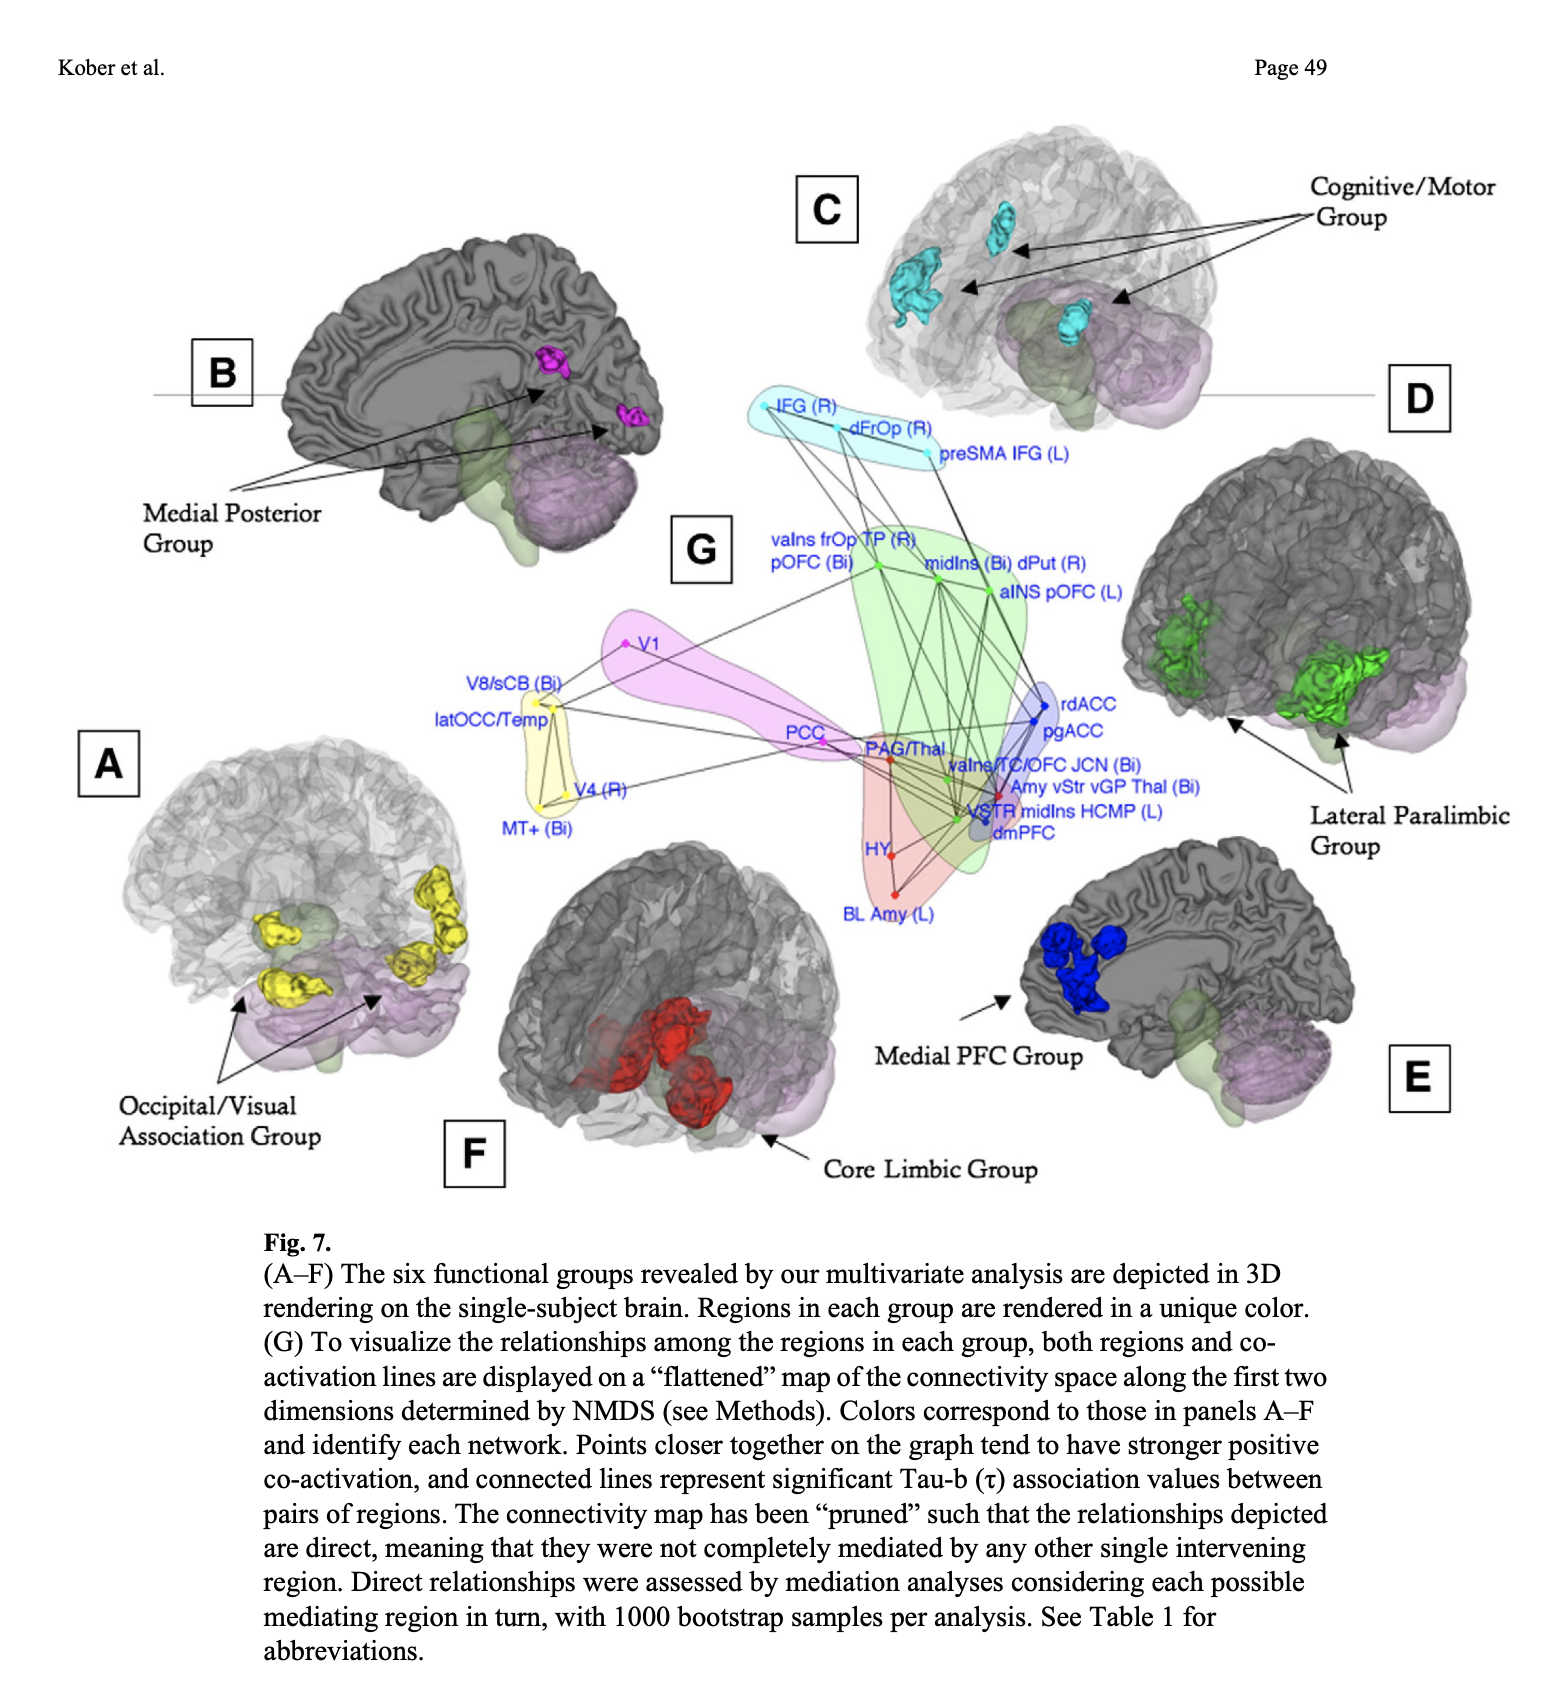 Kober et al.
Page 49
C
Cognitive/Motor
Group
B
D
IFG (R)
dFrOp (R)
preSMA IFG (L)
Medial Posterior
Group
G
vaIns frOp TP (R)
pOFC (Bi)
midIns (Bi) dPut (R)
aINS pOFC (L)
V1
V8/sCB (Bi)
latOCC/Temp
rdACC
pgACC
PCC
PAG/Thal
A
vaIns/TC/OFC JCN (Bi)
Amy vStr vGP Thal (Bi)
V4 (R)
VSTR midIns HCMP (L)
MT+ (Bi)
dmPFC
Lateral Paralimbic
Group
HY
BL Amy (L)
Medial PFC Group
E
Occipital/Visual
Association Group
F
Core Limbic Group
Fig. 7.
(A–F) The six functional groups revealed by our multivariate analysis are depicted in 3D
rendering on the single-subject brain. Regions in each group are rendered in a unique color.
(G) To visualize the relationships among the regions in each group, both regions and co-
activation lines are displayed on a “flattened” map of the connectivity space along the first two
dimensions determined by NMDS (see Methods). Colors correspond to those in panels A–F
and identify each network. Points closer together on the graph tend to have stronger positive
co-activation, and connected lines represent significant Tau-b (τ) association values between
pairs of regions. The connectivity map has been “pruned” such that the relationships depicted
are direct, meaning that they were not completely mediated by any other single intervening
region. Direct relationships were assessed by mediation analyses considering each possible
mediating region in turn, with 1000 bootstrap samples per analysis. See Table 1 for
abbreviations.